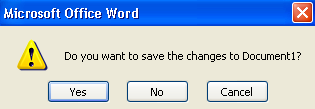 Microsoft Office Word
Do you want to save the changes to Document1?
Yes No Cancel